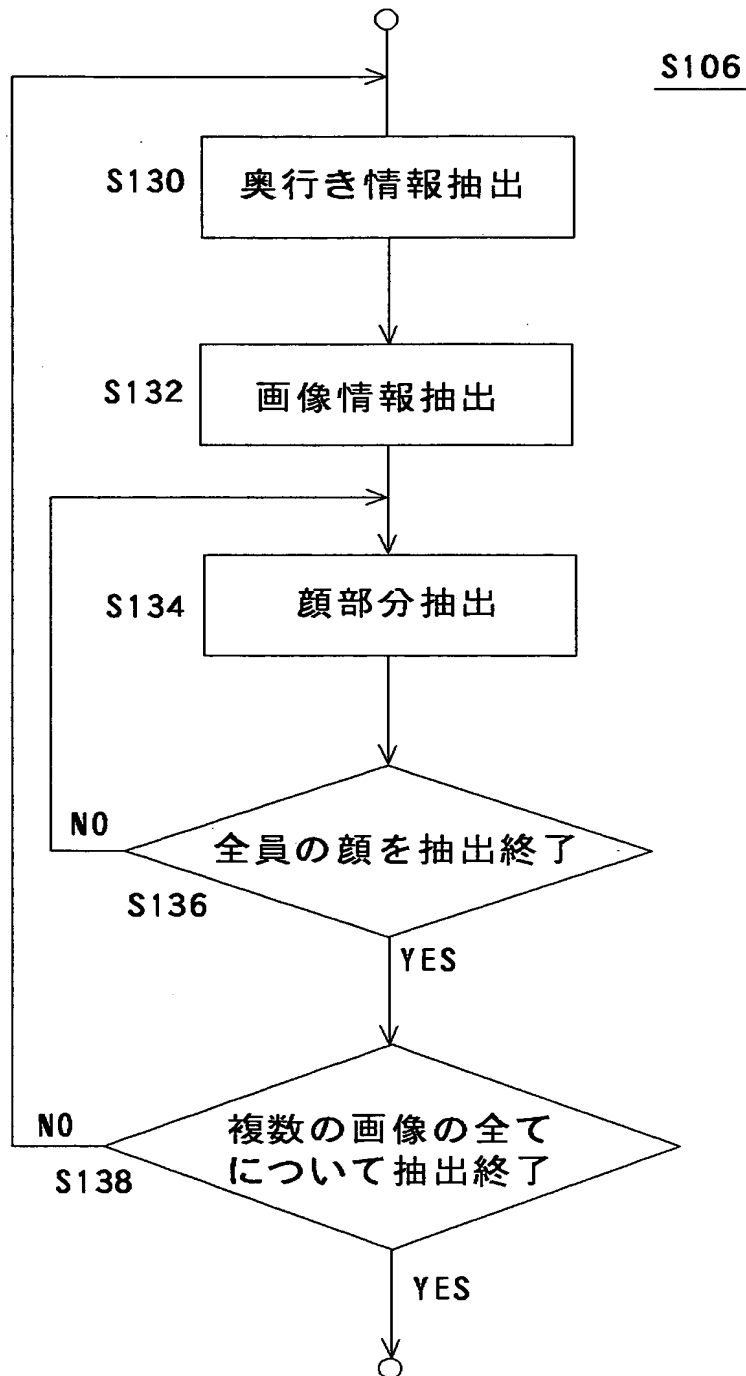 S106
S130
奥行き情報抽出
S132
画像情報抽出
S134
顔部分抽出
NO
全員の顔を抽出終了
S136
YES
NO
複数の画像の全て
について抽出終了
S138
YES